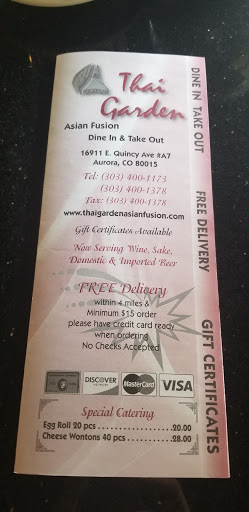 Thai
Garden
Asian Fusion
Dine In & Take Out
16911 E. Quincy Ave #A7
Aurora, CO 80015
Tel: (303) 400-1173
(303) 400-1378
Fax: (303) 400-1378
www.thaigardenasianfusion.com
Gift Certificates Available
Now Serving Wine, Sake,
Domestic & Imported Beer
FREE Delivery
within 4 miles &
Minimum $15 order
please have credit card ready
when ordering
No Checks Accepted
DISCOVER
MasterCard
VISA
Special Catering
Egg Roll 20 pcs ..........................20.00
Cheese Wontons 40 pcs ..............28.00
DINE IN TAKE OUT
FREE DELIVERY
GIFT CERTIFICATES